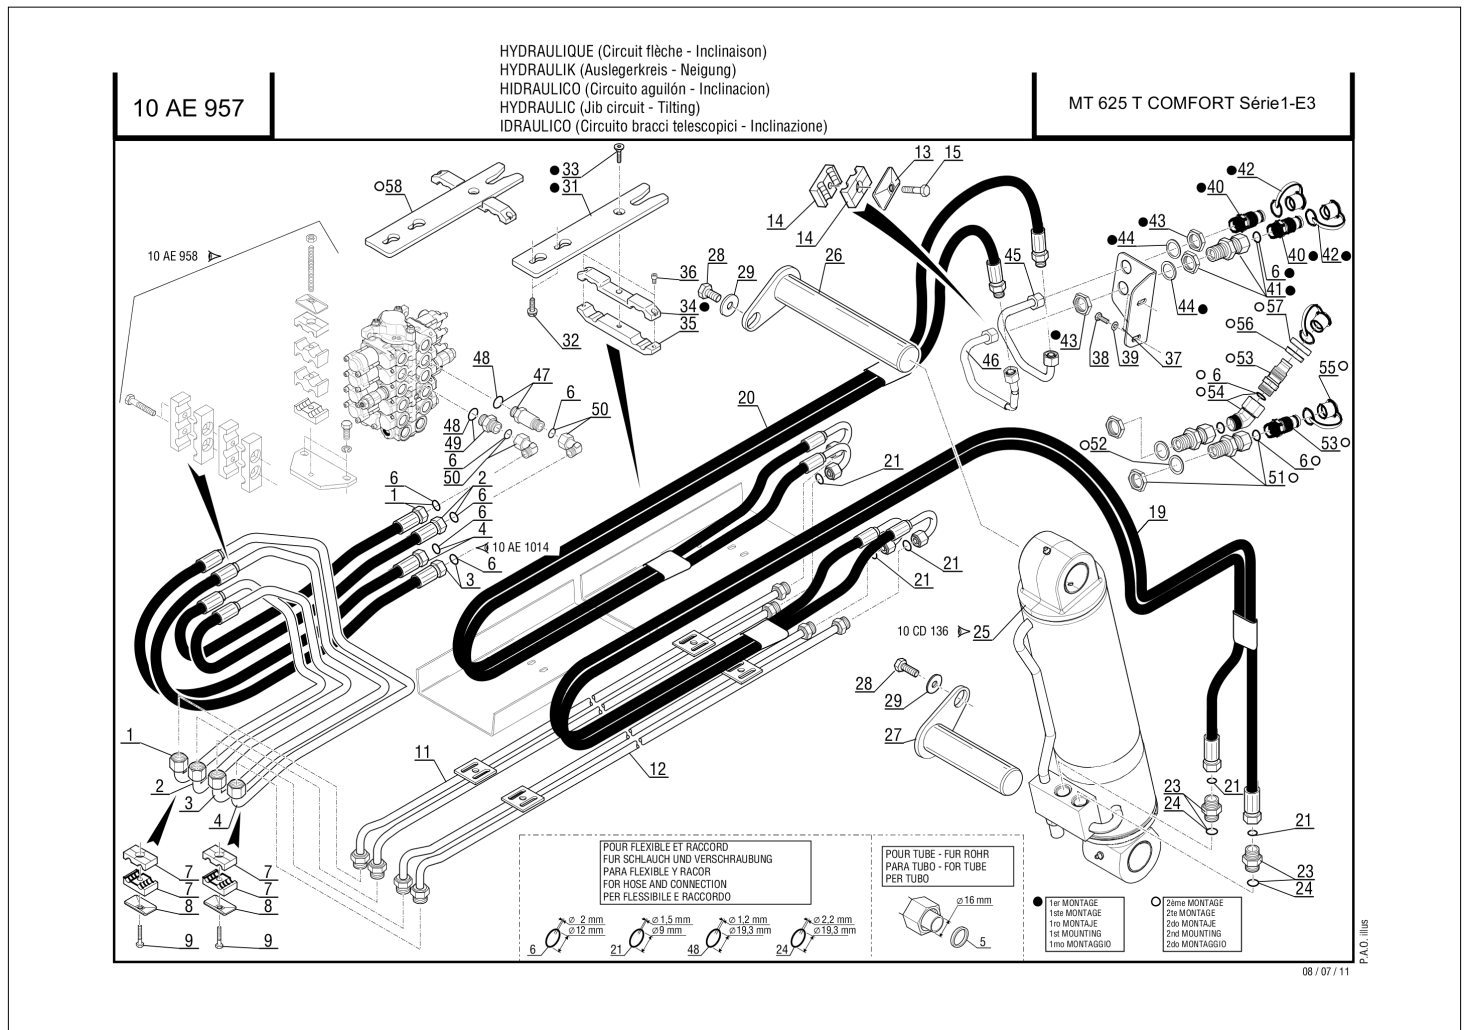 HYDRAULIQUE (Circuit flèche - Inclinaison)
HYDRAULIK (Auslegerkreis - Neigung)
HIDRAULICO (Circuito aguilón - Inclinacion)
HYDRAULIC (Jib circuit - Tilting)
IDRAULICO (Circuito bracci telescopici - Inclinazione)
10 AE 957
MT 625 T COMFORT Série1-E3
33
31
58
13
15
14
14
42
40
43
44
10 AE 958
28
29
26
45
6
40
42
41
57
44
36
34
35
32
43
38
39
37
46
56
53
55
6
54
48
47
6
50
48
49
6
50
20
52
53
6
51
21
6
1
2
6
6
4
10 AE 1014
6
3
21
21
19
10 CD 136
25
28
29
27
1
2
3
4
11
12
23
24
21
21
23
24
7
7
8
9
7
7
8
9
POUR FLEXIBLE ET RACCORD
FUR SCHLAUCH UND VERSCHRAUBUNG
PARA FLEXIBLE Y RACOR
FOR HOSE AND CONNECTION
PER FLESSIBILE E RACCORDO
POUR TUBE - FUR ROHR
PARA TUBO - FOR TUBE
PER TUBO
ø 2 mm
ø12 mm
6
ø1,5 mm
ø9 mm
21
ø1,2 mm
ø19,3 mm
48
ø2,2 mm
ø19,3 mm
24
ø16 mm
5
1er MONTAGE
1ste MONTAGE
1ro MONTAJE
1st MOUNTING
1mo MONTAGGIO
2ème MONTAGE
2te MONTAGE
2do MONTAJE
2nd MOUNTING
2do MONTAGGIO
P.A.O. illus
08 / 07 / 11